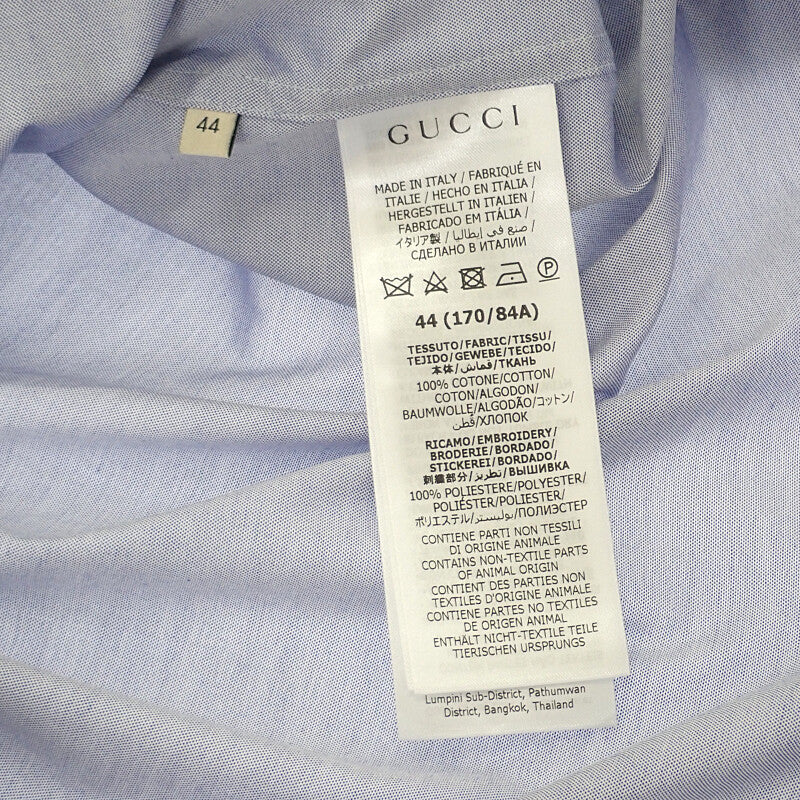 44
GUCCI
MADE IN ITALY / FABRIQUÉ EN
ITALIE / HECHO EN ITALIA /
HERGESTELLT IN ITALIEN /
FABRICADO EM ITÁLIA /
イタリア製 / صنع في إيطاليا /
СДЕЛАНО В ИТАЛИИ
P
44 (170/84A)
TESSUTO/FABRIC/TISSU/
TEJIDO/GEWEBE/TECIDO/
本体/قماش/ТКАНЬ
100% COTONE/COTTON/
COTON/ALGODON/
BAUMWOLLE/ALGODÃO/コットン/
قطن/ХЛОПОК
RICAMO/EMBROIDERY/
BRODERIE/BORDADO/
STICKEREI/BORDADO/
刺繍部分/تطريز/ВЫШИВКА
100% POLIESTERE/POLYESTER/
POLIÉSTER/POLIESTER/
ポリエステル/بوليستر/ПОЛИЭСТЕР
CONTIENE PARTI NON TESSILI
DI ORIGINE ANIMALE
CONTAINS NON-TEXTILE PARTS
OF ANIMAL ORIGIN
CONTIENT DES PARTIES NON
TEXTILES D'ORIGINE ANIMALE
CONTIENE PARTES NO TEXTILES
DE ORIGEN ANIMAL
ENTHÄLT NICHT-TEXTILE TEILE
TIERISCHEN URSPRUNGS
Lumpini Sub-District, Pathumwan
District, Bangkok, Thailand